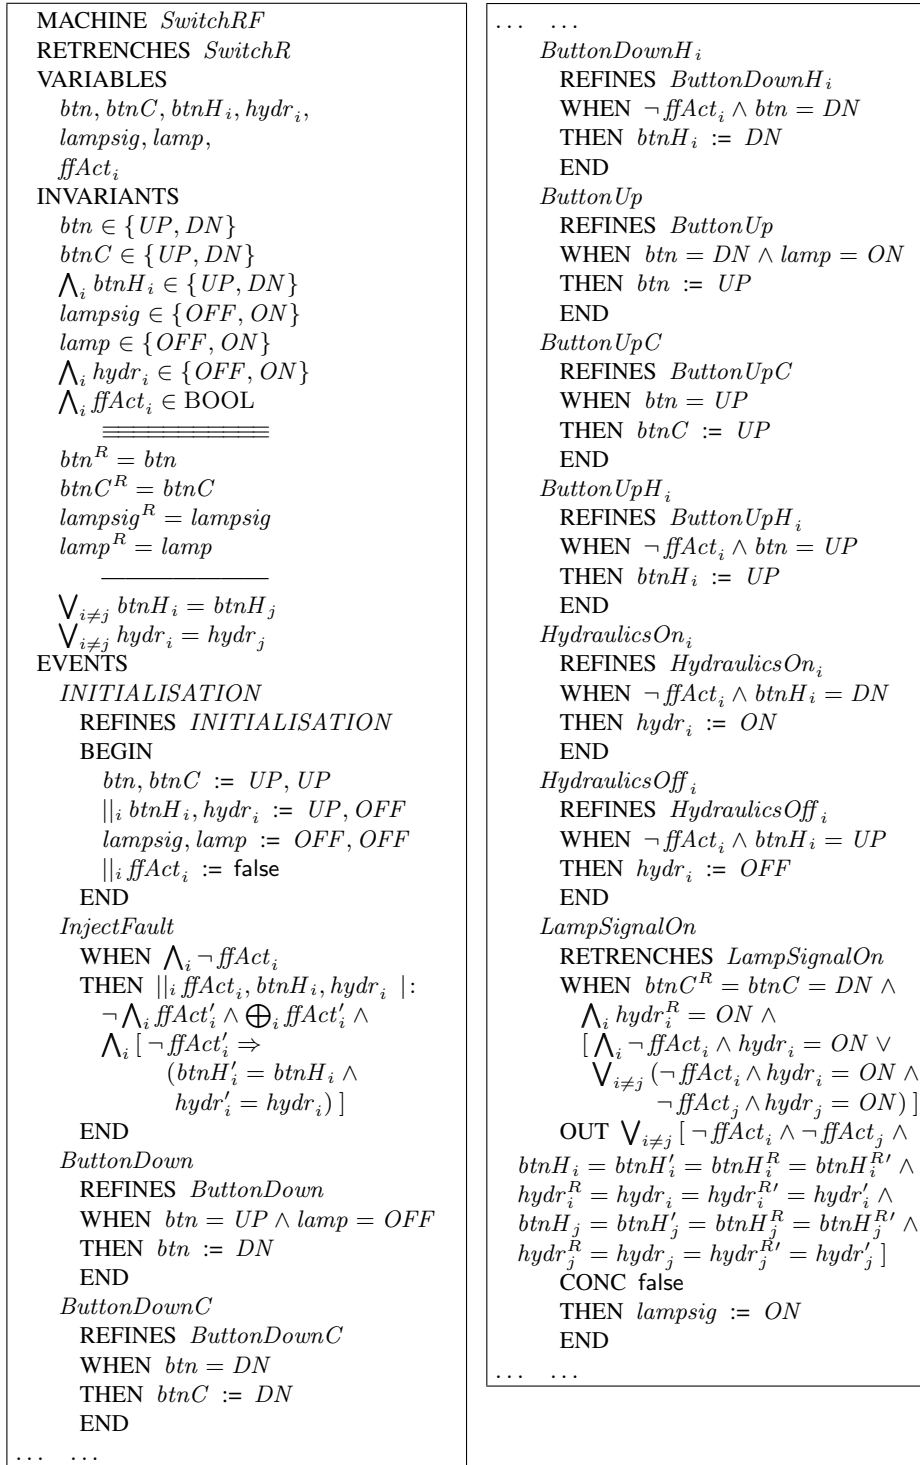 MACHINE SwitchRF
RETRENCHES SwitchR
VARIABLES
btn, btnC, btnH_i, hydr_i,
lampsig, lamp,
ffAct_i
INVARIANTS
btn ∈ {UP, DN}
btnC ∈ {UP, DN}
⋀_i btnH_i ∈ {UP, DN}
lampsig ∈ {OFF, ON}
lamp ∈ {OFF, ON}
⋀_i hydr_i ∈ {OFF, ON}
⋀_i ffAct_i ∈ BOOL
btn^R = btn
btnC^R = btnC
lampsig^R = lampsig
lamp^R = lamp
⋁_{i≠j} btnH_i = btnH_j
⋁_{i≠j} hydr_i = hydr_j
EVENTS
INITIALISATION
REFINES INITIALISATION
BEGIN
btn, btnC := UP, UP
||_i btnH_i, hydr_i := UP, OFF
lampsig, lamp := OFF, OFF
||_i ffAct_i := false
END
InjectFault
WHEN ⋀_i ¬ ffAct_i
THEN ||_i ffAct_i, btnH_i, hydr_i |:
¬ ⋀_i ffAct′_i ∧ ⨁_i ffAct′_i ∧
⋀_i [ ¬ ffAct′_i ⇒
(btnH′_i = btnH_i ∧
hydr′_i = hydr_i) ]
END
ButtonDown
REFINES ButtonDown
WHEN btn = UP ∧ lamp = OFF
THEN btn := DN
END
ButtonDownC
REFINES ButtonDownC
WHEN btn = DN
THEN btnC := DN
END
... ...
... ...
ButtonDownH_i
REFINES ButtonDownH_i
WHEN ¬ ffAct_i ∧ btn = DN
THEN btnH_i := DN
END
ButtonUp
REFINES ButtonUp
WHEN btn = DN ∧ lamp = ON
THEN btn := UP
END
ButtonUpC
REFINES ButtonUpC
WHEN btn = UP
THEN btnC := UP
END
ButtonUpH_i
REFINES ButtonUpH_i
WHEN ¬ ffAct_i ∧ btn = UP
THEN btnH_i := UP
END
HydraulicsOn_i
REFINES HydraulicsOn_i
WHEN ¬ ffAct_i ∧ btnH_i = DN
THEN hydr_i := ON
END
HydraulicsOff_i
REFINES HydraulicsOff_i
WHEN ¬ ffAct_i ∧ btnH_i = UP
THEN hydr_i := OFF
END
LampSignalOn
RETRENCHES LampSignalOn
WHEN btnC^R = btnC = DN ∧
⋀_i hydr_i^R = ON ∧
[ ⋀_i ¬ ffAct_i ∧ hydr_i = ON ∨
⋁_{i≠j} (¬ ffAct_i ∧ hydr_i = ON ∧
¬ ffAct_j ∧ hydr_j = ON) ]
OUT ⋁_{i≠j} [ ¬ ffAct_i ∧ ¬ ffAct_j ∧
btnH_i = btnH′_i = btnH_i^R = btnH_i^R′ ∧
hydr_i^R = hydr_i = hydr_i^R′ = hydr′_i ∧
btnH_j = btnH′_j = btnH_j^R = btnH_j^R′ ∧
hydr_j^R = hydr_j = hydr_j^R′ = hydr′_j ]
CONC false
THEN lampsig := ON
END
... ...